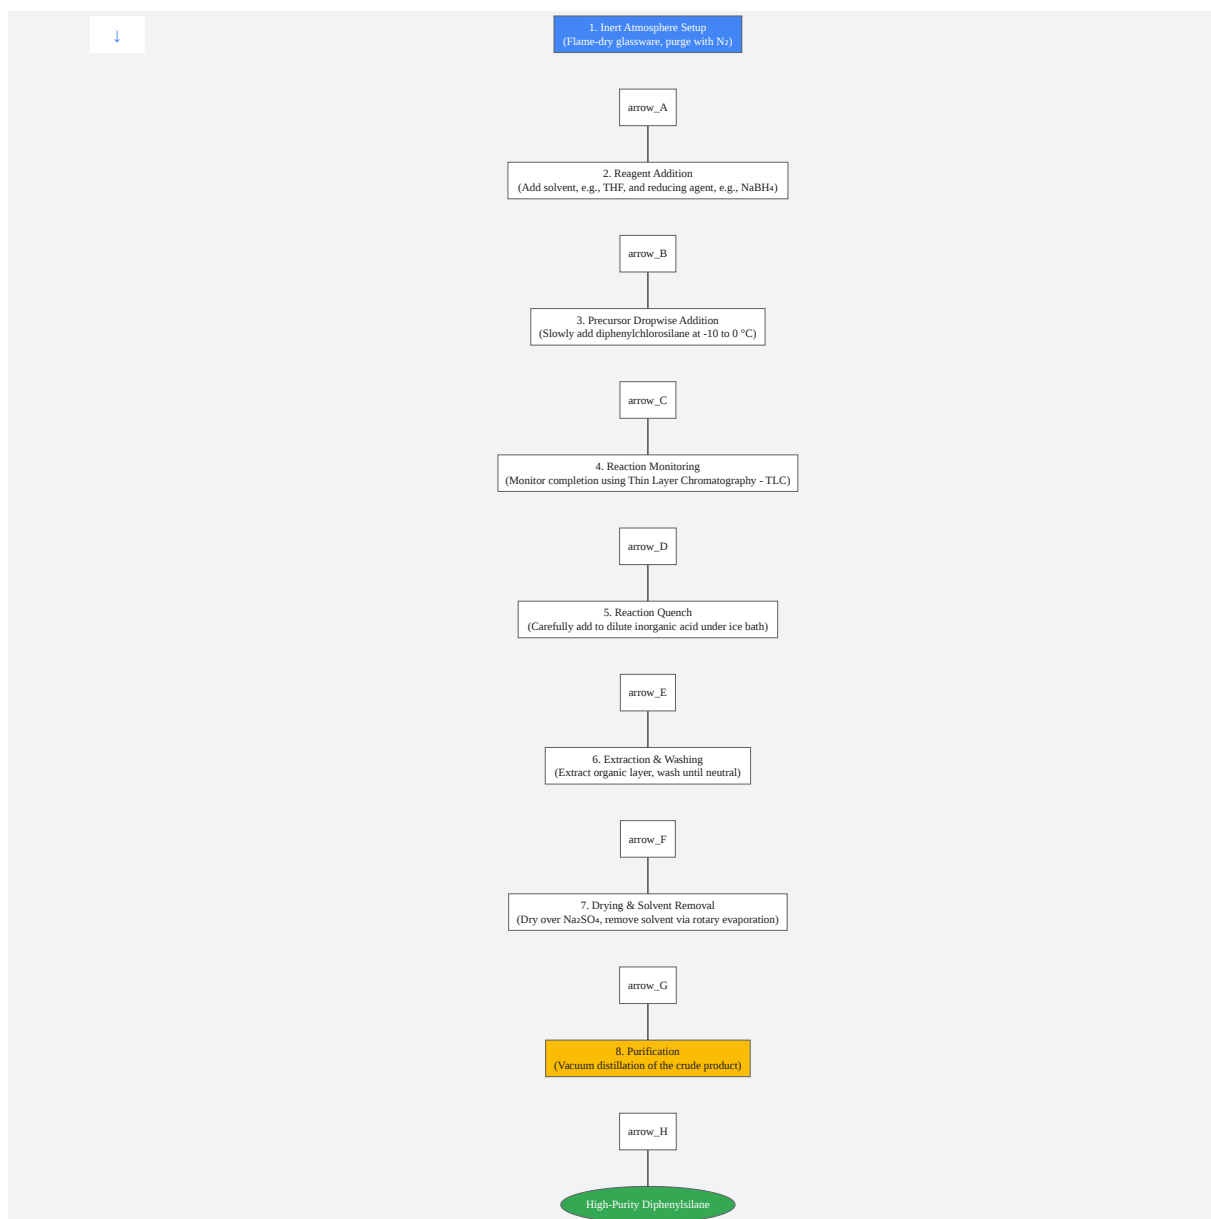 ↓
1. Inert Atmosphere Setup
(Flame-dry glassware, purge with N₂)
arrow_A
2. Reagent Addition
(Add solvent, e.g., THF, and reducing agent, e.g., NaBH₄)
arrow_B
3. Precursor Dropwise Addition
(Slowly add diphenylchlorosilane at -10 to 0 °C)
arrow_C
4. Reaction Monitoring
(Monitor completion using Thin Layer Chromatography - TLC)
arrow_D
5. Reaction Quench
(Carefully add to dilute inorganic acid under ice bath)
arrow_E
6. Extraction & Washing
(Extract organic layer, wash until neutral)
arrow_F
7. Drying & Solvent Removal
(Dry over Na₂SO₄, remove solvent via rotary evaporation)
arrow_G
8. Purification
(Vacuum distillation of the crude product)
arrow_H
High-Purity Diphenylsilane